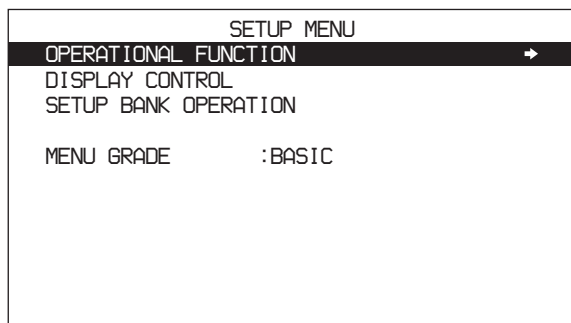 SETUP MENU
OPERATIONAL FUNCTION →
DISPLAY CONTROL
SETUP BANK OPERATION
MENU GRADE :BASIC